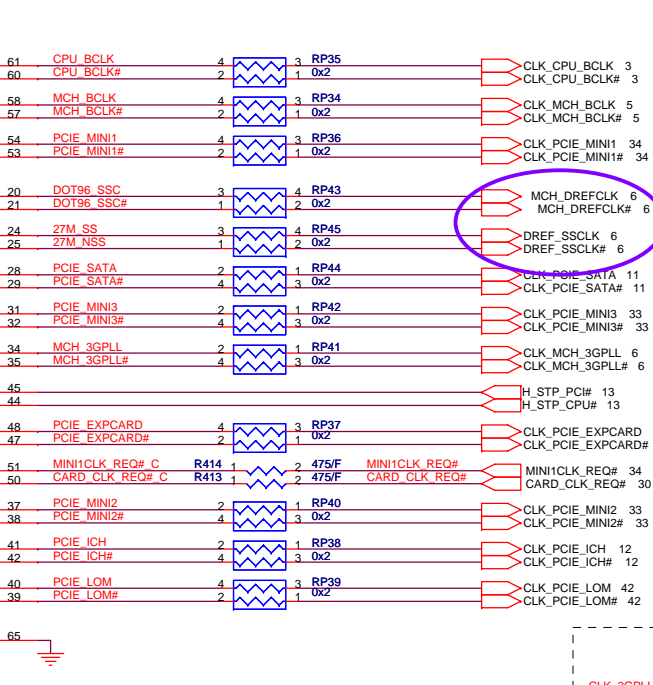 61 CPU_BCLK 4 3 RP35 CLK_CPU_BCLK 3
60 CPU_BCLK# 2 1 0x2 CLK_CPU_BCLK# 3
58 MCH_BCLK 4 3 RP34 CLK_MCH_BCLK 5
57 MCH_BCLK# 2 1 0x2 CLK_MCH_BCLK# 5
54 PCIE_MINI1 4 3 RP36 CLK_PCIE_MINI1 34
53 PCIE_MINI1# 2 1 0x2 CLK_PCIE_MINI1# 34
20 DOT96_SSC 3 4 RP43 MCH_DREFCLK 6
21 DOT96_SSC# 1 2 0x2 MCH_DREFCLK# 6
24 27M_SS 3 4 RP45 DREF_SSCLK 6
25 27M_NSS 1 2 0x2 DREF_SSCLK# 6
28 PCIE_SATA 2 1 RP44 CLK_PCIE_SATA 11
29 PCIE_SATA# 4 3 0x2 CLK_PCIE_SATA# 11
31 PCIE_MINI3 2 1 RP42 CLK_PCIE_MINI3 33
32 PCIE_MINI3# 4 3 0x2 CLK_PCIE_MINI3# 33
34 MCH_3GPLL 2 1 RP41 CLK_MCH_3GPLL 6
35 MCH_3GPLL# 4 3 0x2 CLK_MCH_3GPLL# 6
45 H_STP_PCI# 13
44 H_STP_CPU# 13
48 PCIE_EXPCARD 4 3 RP37 CLK_PCIE_EXPCARD
47 PCIE_EXPCARD# 2 1 0x2 CLK_PCIE_EXPCARD#
51 MINI1CLK_REQ#_C R414 1 2 475/F MINI1CLK_REQ# MINI1CLK_REQ# 34
50 CARD_CLK_REQ#_C R413 1 2 475/F CARD_CLK_REQ# CARD_CLK_REQ# 30
37 PCIE_MINI2 2 1 RP40 CLK_PCIE_MINI2 33
38 PCIE_MINI2# 4 3 0x2 CLK_PCIE_MINI2# 33
41 PCIE_ICH 2 1 RP38 CLK_PCIE_ICH 12
42 PCIE_ICH# 4 3 0x2 CLK_PCIE_ICH# 12
40 PCIE_LOM 4 3 RP39 CLK_PCIE_LOM 42
39 PCIE_LOM# 2 1 0x2 CLK_PCIE_LOM# 42
65